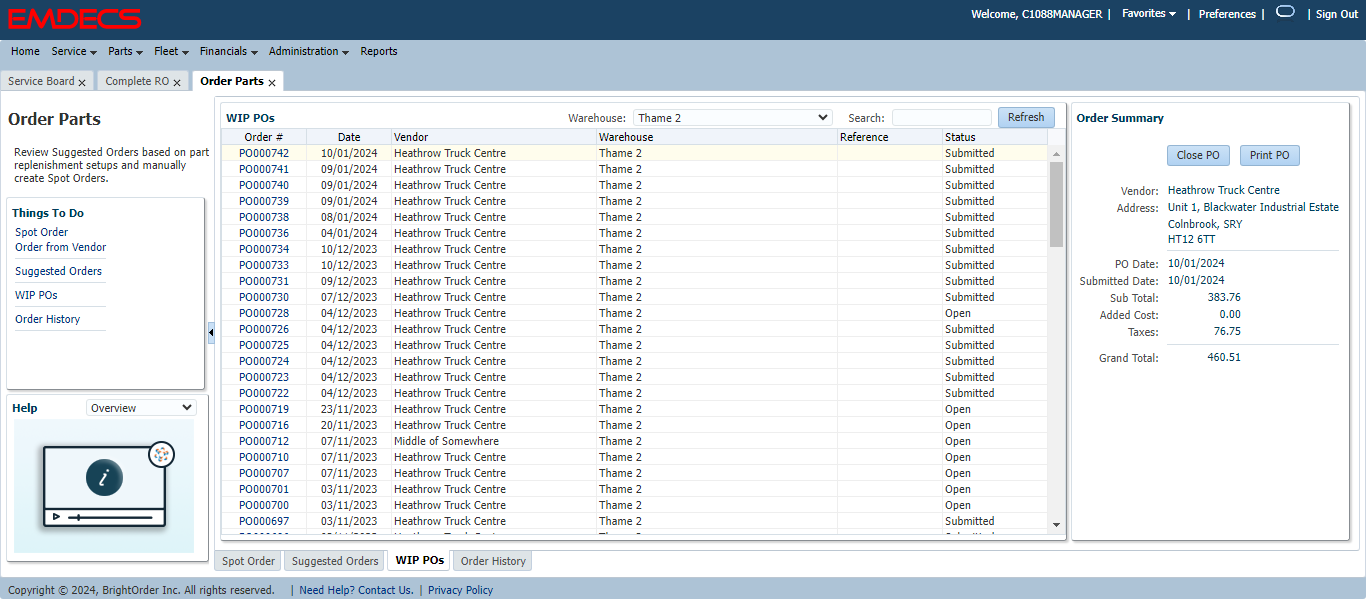 EMDECS
Welcome, C1088MANAGER | Favorites | Preferences | | Sign Out
Home Service Parts Fleet Financials Administration Reports
Service Board x Complete RO x Order Parts x
Order Parts
Review Suggested Orders based on part
replenishment setups and manually
create Spot Orders.
Things To Do
Spot Order
Order from Vendor
Suggested Orders
WIP POs
Order History
Help Overview
i
WIP POs Warehouse: Thame 2 Search: Refresh
Order # Date Vendor Warehouse Reference Status
PO000742 10/01/2024 Heathrow Truck Centre Thame 2 Submitted
PO000741 09/01/2024 Heathrow Truck Centre Thame 2 Submitted
PO000740 09/01/2024 Heathrow Truck Centre Thame 2 Submitted
PO000739 09/01/2024 Heathrow Truck Centre Thame 2 Submitted
PO000738 08/01/2024 Heathrow Truck Centre Thame 2 Submitted
PO000736 04/01/2024 Heathrow Truck Centre Thame 2 Submitted
PO000734 10/12/2023 Heathrow Truck Centre Thame 2 Submitted
PO000733 10/12/2023 Heathrow Truck Centre Thame 2 Submitted
PO000731 09/12/2023 Heathrow Truck Centre Thame 2 Submitted
PO000730 07/12/2023 Heathrow Truck Centre Thame 2 Submitted
PO000728 04/12/2023 Heathrow Truck Centre Thame 2 Open
PO000726 04/12/2023 Heathrow Truck Centre Thame 2 Submitted
PO000725 04/12/2023 Heathrow Truck Centre Thame 2 Submitted
PO000724 04/12/2023 Heathrow Truck Centre Thame 2 Submitted
PO000723 04/12/2023 Heathrow Truck Centre Thame 2 Submitted
PO000722 04/12/2023 Heathrow Truck Centre Thame 2 Submitted
PO000719 23/11/2023 Heathrow Truck Centre Thame 2 Open
PO000716 20/11/2023 Heathrow Truck Centre Thame 2 Open
PO000712 07/11/2023 Middle of Somewhere Thame 2 Open
PO000710 07/11/2023 Heathrow Truck Centre Thame 2 Open
PO000707 07/11/2023 Heathrow Truck Centre Thame 2 Open
PO000701 03/11/2023 Heathrow Truck Centre Thame 2 Open
PO000700 03/11/2023 Heathrow Truck Centre Thame 2 Open
PO000697 03/11/2023 Heathrow Truck Centre Thame 2 Submitted
Order Summary
Close PO Print PO
Vendor: Heathrow Truck Centre
Address: Unit 1, Blackwater Industrial Estate
Colnbrook, SRY
HT12 6TT
PO Date: 10/01/2024
Submitted Date: 10/01/2024
Sub Total: 383.76
Added Cost: 0.00
Taxes: 76.75
Grand Total: 460.51
Spot Order Suggested Orders WIP POs Order History
Copyright © 2024, BrightOrder Inc. All rights reserved. | Need Help? Contact Us. | Privacy Policy